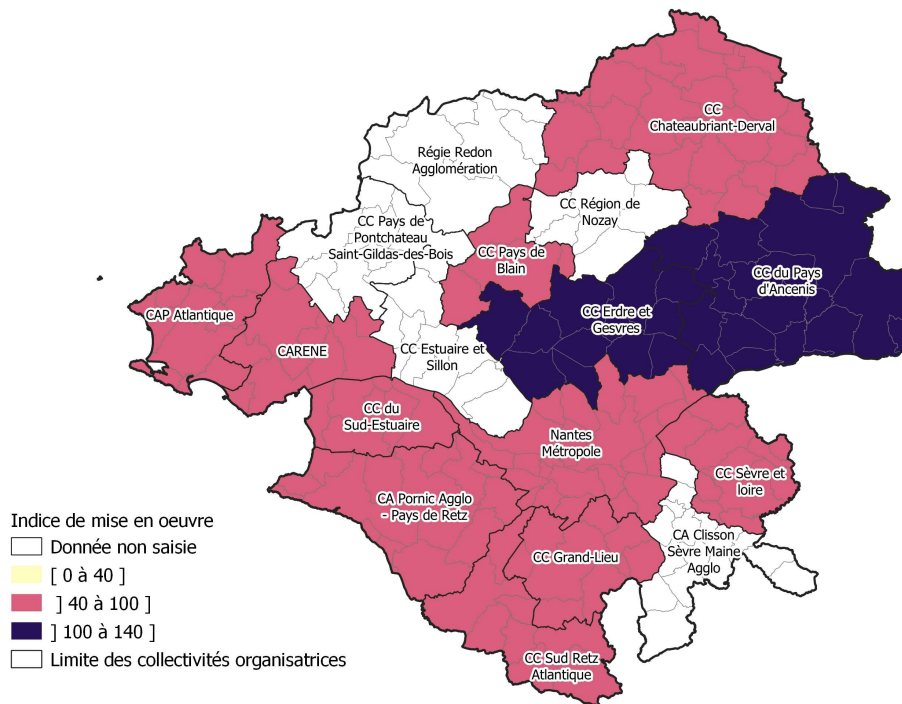 CC
Chateaubriant-Derval
Régie Redon
Agglomération
CC Région de
Nozay
CC Pays de
Pontchateau
Saint-Gildas-des-Bois
CC Pays de
Blain
CC du Pays
d'Ancenis
CAP Atlantique
CC Erdre et
Gesvres
CARENE
CC Estuaire et
Sillon
CC du
Sud-Estuaire
Nantes
Métropole
CC Sèvre et
loire
CA Pornic Agglo
- Pays de Retz
CA Clisson
Sèvre Maine
Agglo
CC Grand-Lieu
CC Sud Retz
Atlantique
Indice de mise en oeuvre
Donnée non saisie
[ 0 à 40 ]
] 40 à 100 ]
] 100 à 140 ]
Limite des collectivités organisatrices